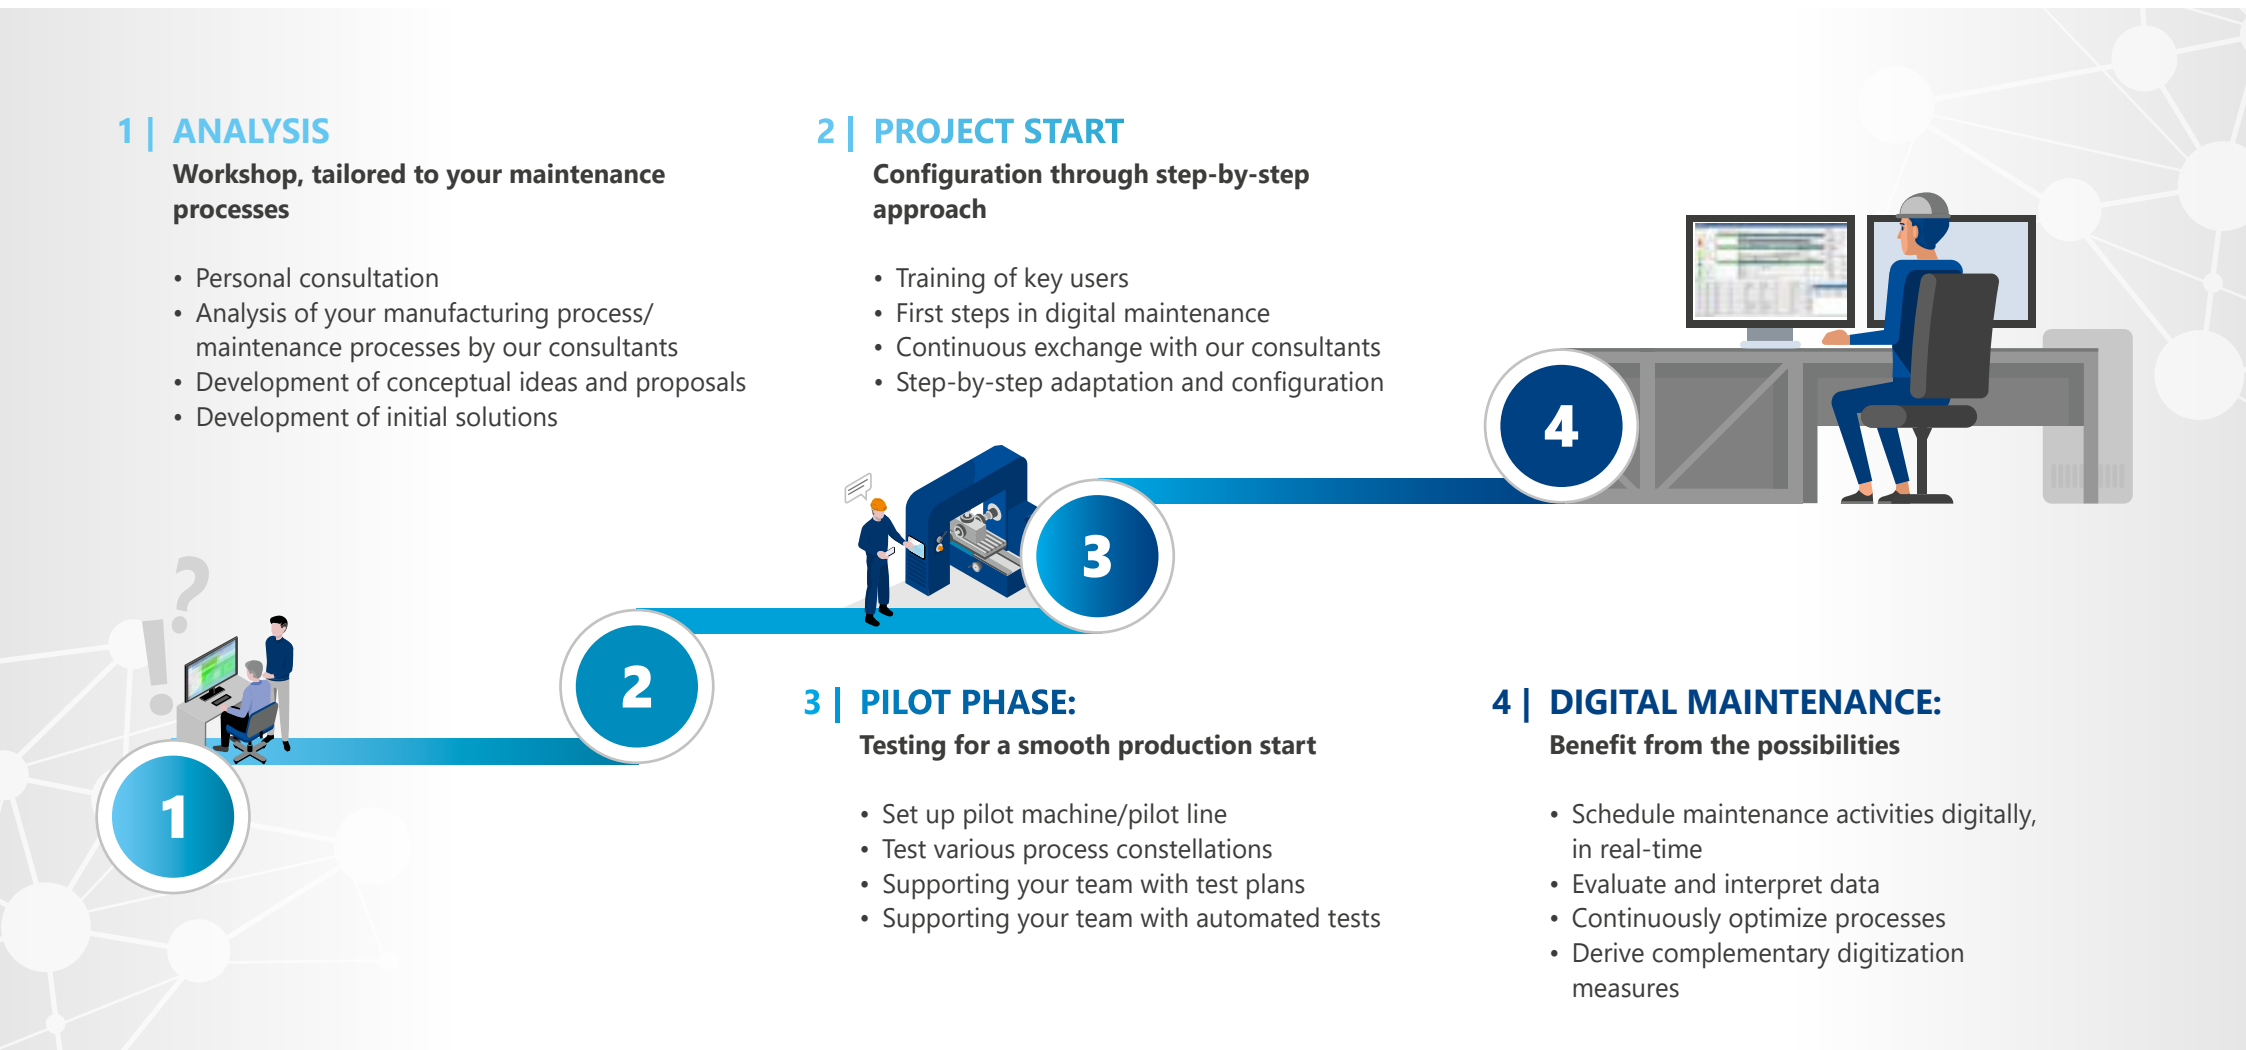 1 | ANALYSIS
Workshop, tailored to your maintenance
processes
• Personal consultation
• Analysis of your manufacturing process/
maintenance processes by our consultants
• Development of conceptual ideas and proposals
• Development of initial solutions
2 | PROJECT START
Configuration through step-by-step
approach
• Training of key users
• First steps in digital maintenance
• Continuous exchange with our consultants
• Step-by-step adaptation and configuration
?
!
1
2
3
4
3 | PILOT PHASE:
Testing for a smooth production start
• Set up pilot machine/pilot line
• Test various process constellations
• Supporting your team with test plans
• Supporting your team with automated tests
4 | DIGITAL MAINTENANCE:
Benefit from the possibilities
• Schedule maintenance activities digitally,
in real-time
• Evaluate and interpret data
• Continuously optimize processes
• Derive complementary digitization
measures